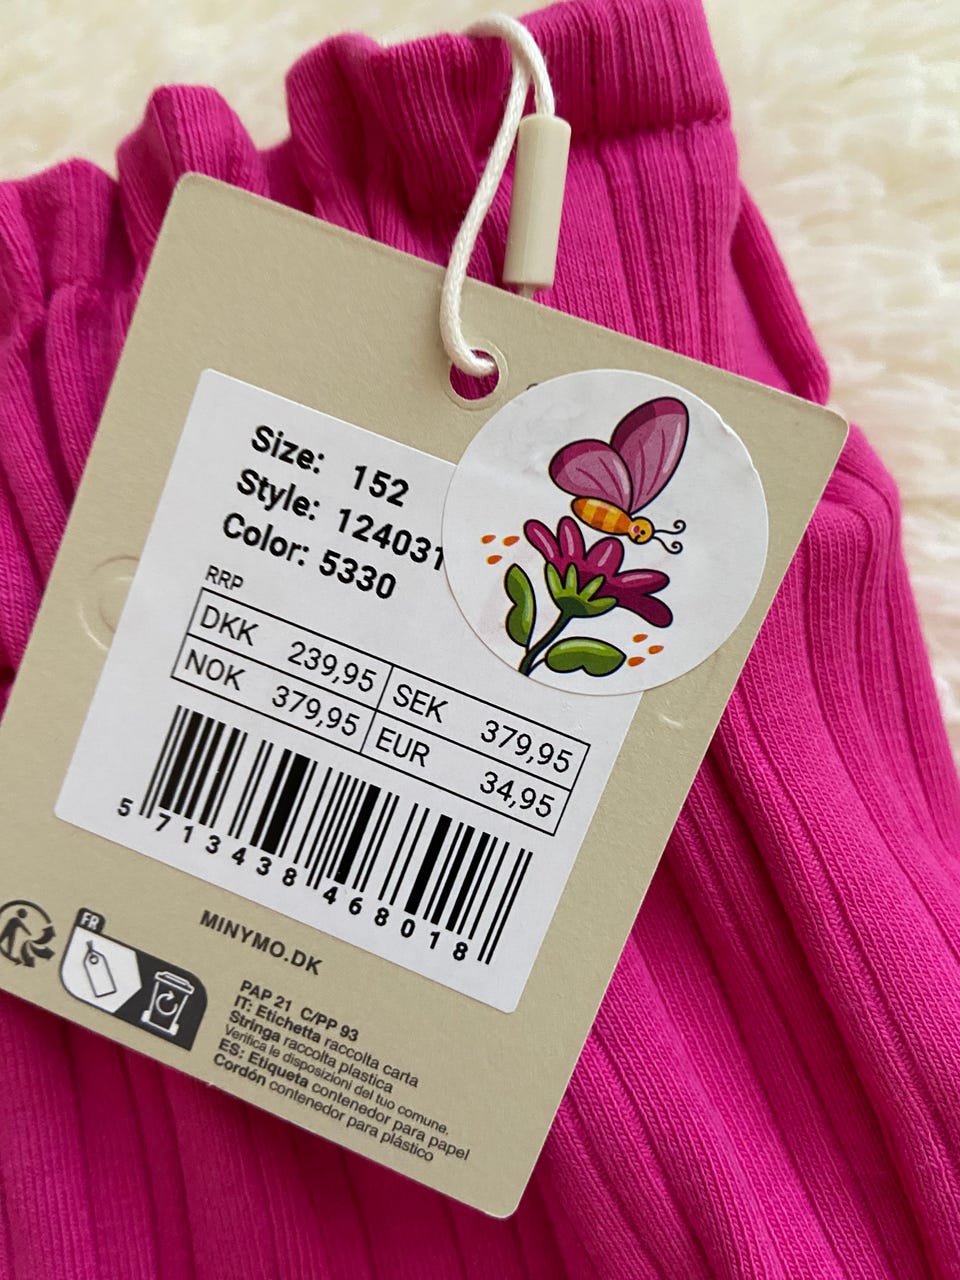 Size: 152
Style: 124031
Color: 5330
RRP
DKK 239,95 SEK 379,95
NOK 379,95 EUR 34,95
5 713438 468018
MINYMO.DK
FR
PAP 21 C/PP 93
IT: Etichetta raccolta carta
Stringa raccolta plastica
Verifica le disposizioni del tuo comune.
ES: Etiqueta contenedor para papel
Cordón contenedor para plástico